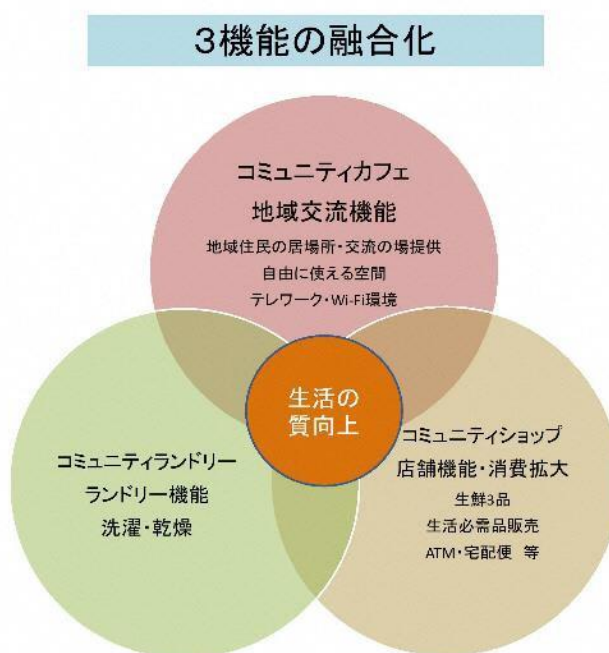 3機能の融合化
コミュニティカフェ
地域交流機能
地域住民の居場所・交流の場提供
自由に使える空間
テレワーク・Wi-Fi環境
生活の
質向上
コミュニティランドリー
ランドリー機能
洗濯・乾燥
コミュニティショップ
店舗機能・消費拡大
生鮮3品
生活必需品販売
ATM・宅配便 等